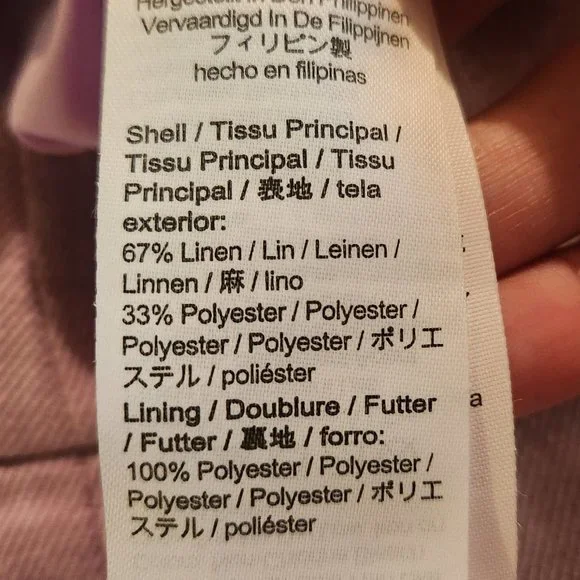 Vervaardigd In De Filippijnen
フィリピン製
hecho en filipinas
Shell / Tissu Principal /
Tissu Principal / Tissu
Principal / 表地 / tela
exterior:
67% Linen / Lin / Leinen /
Linnen / 麻 / lino
33% Polyester / Polyester /
Polyester / Polyester / ポリエ
ステル / poliéster
Lining / Doublure / Futter
/ Futter / 裏地 / forro:
100% Polyester / Polyester /
Polyester / Polyester / ポリエ
ステル / poliéster
a